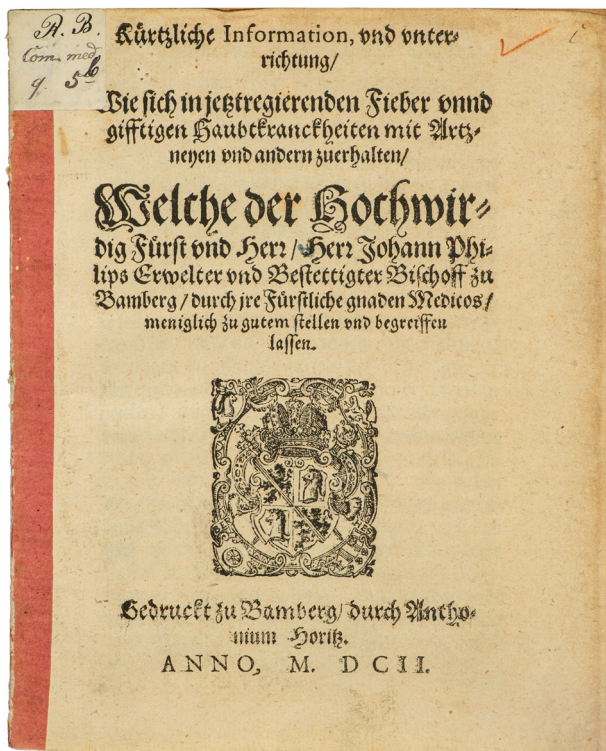 R. B.
Com. med.
q. 5b
Kürtzliche Information, vnd vnter-
richtung/
Wie sich in jetztregierenden Fieber vnnd
gifftigen Haubtkranckheiten mit Artz-
neyen vnd andern zuerhalten/
Welche der Hochwir-
dig Fürst vnd Herr/Herr Johann Phi-
lips Erwelter vnd Bestettigter Bischoff zu
Bamberg/durch jre Fürstliche gnaden Medicos/
meniglich zu gutem stellen vnd begreiffen
lassen.
Gedruckt zu Bamberg/durch Antho-
nium Horitz.
ANNO, M. DCII.